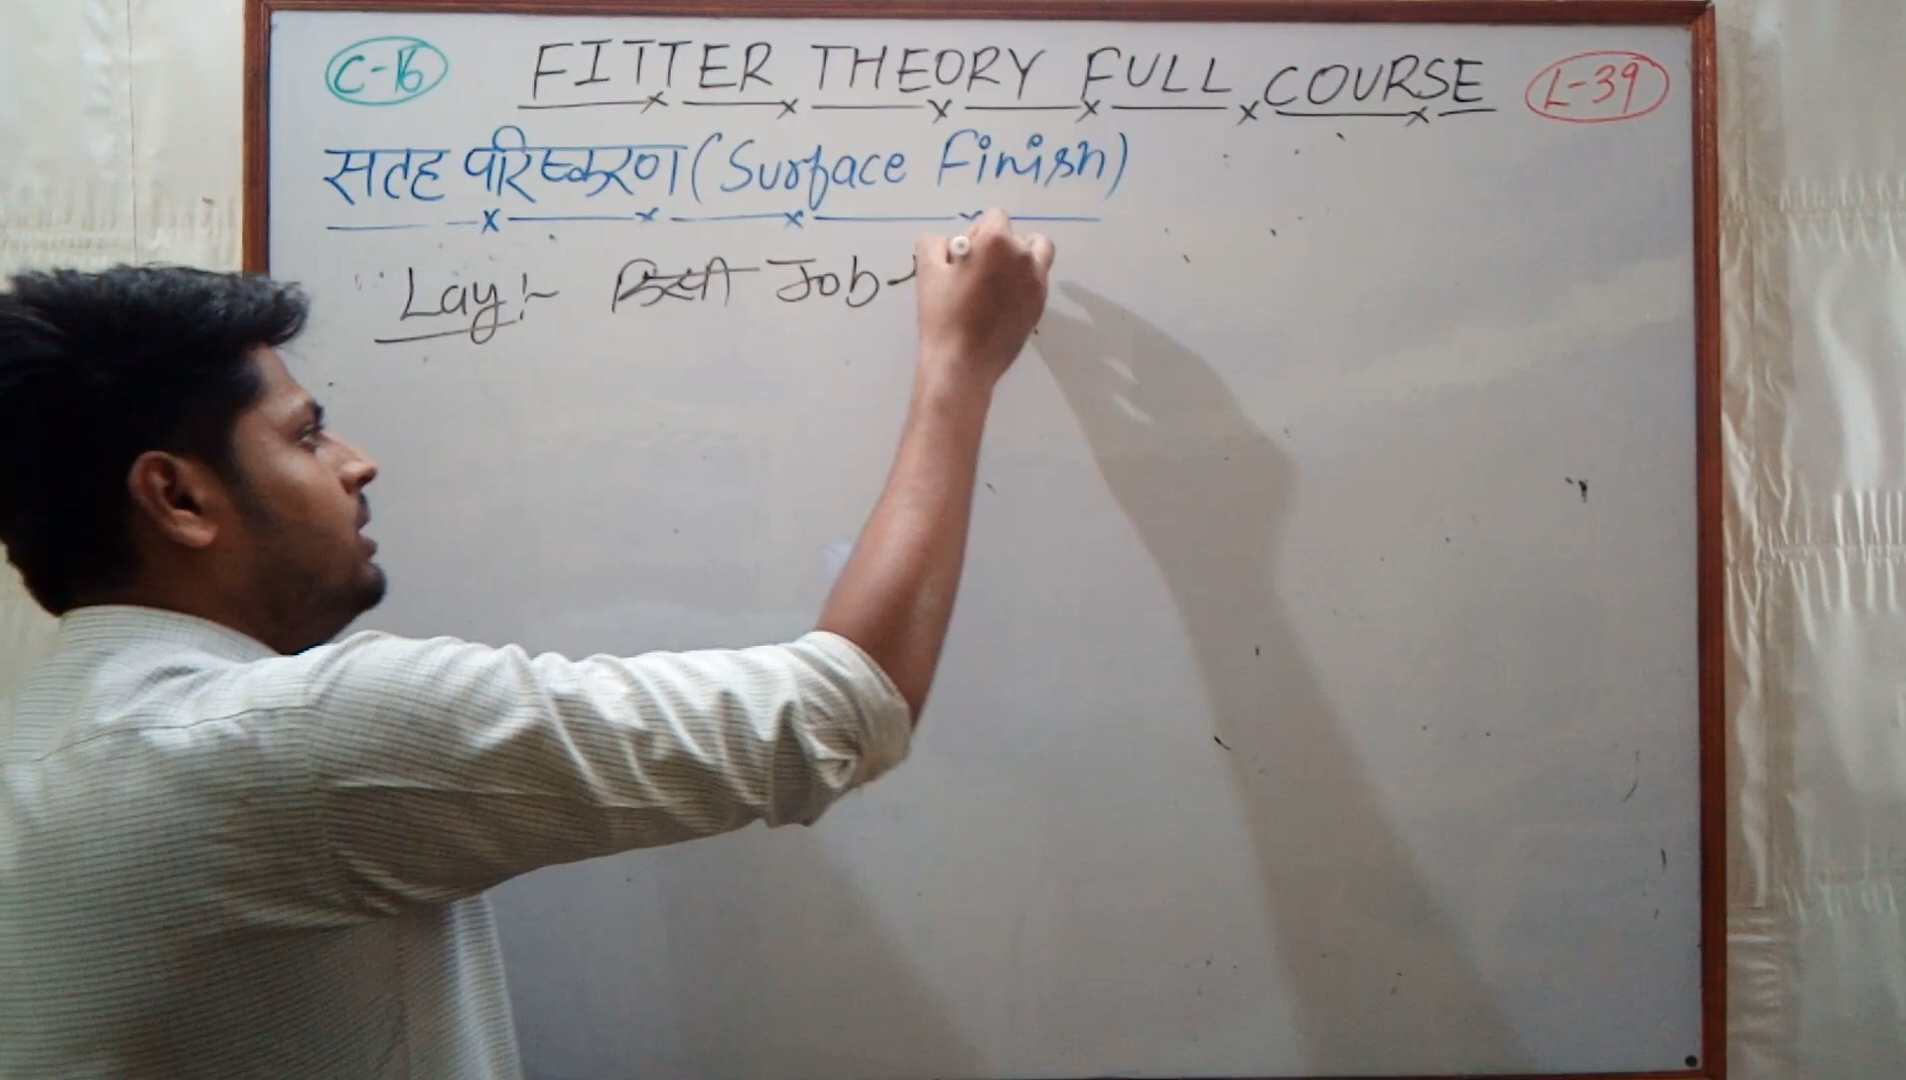 C-16 FITTER THEORY FULL COURSE L-39
सतह परिष्करण (Surface Finish)
Lay:- किसी Job